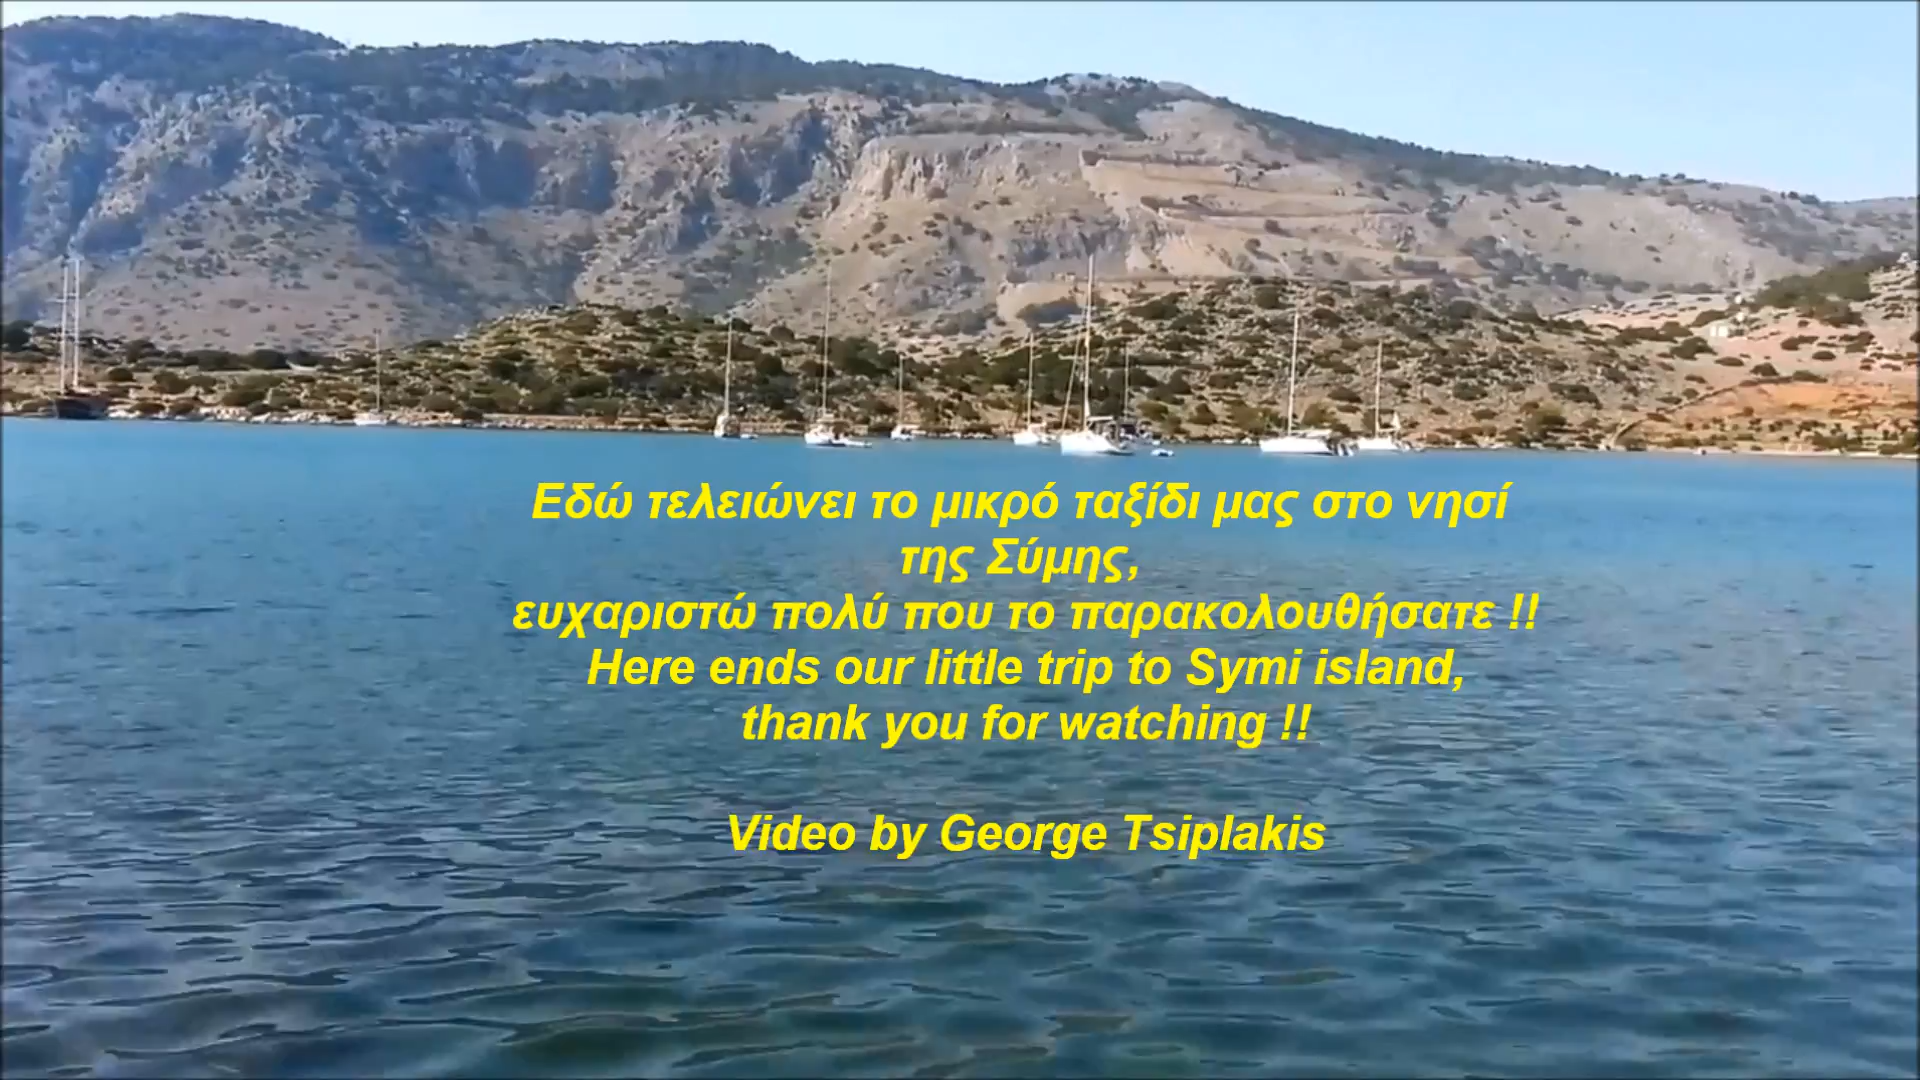 Εδώ τελειώνει το μικρό ταξίδι μας στο νησί
της Σύμης,
ευχαριστώ πολύ που το παρακολουθήσατε !!
Here ends our little trip to Symi island,
thank you for watching !!
Video by George Tsiplakis